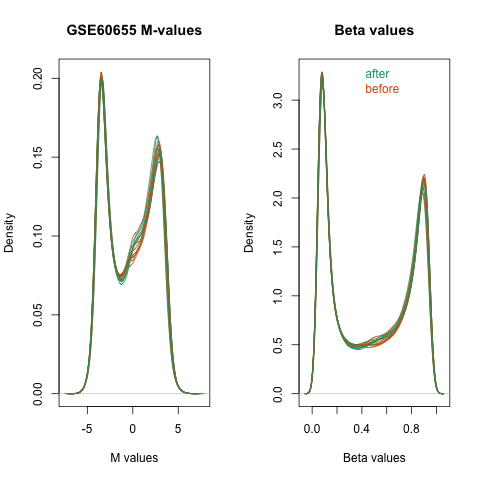 GSE60655 M-values
Density
0.00 0.05 0.10 0.15 0.20
-5 0 5
M values
Beta values
after
before
Density
0.0 0.5 1.0 1.5 2.0 2.5 3.0
0.0 0.4 0.8
Beta values